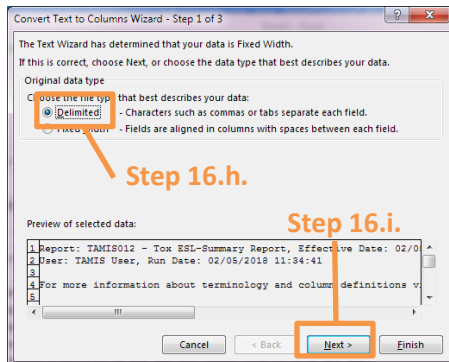 Convert Text to Columns Wizard - Step 1 of 3
The Text Wizard has determined that your data is Fixed Width.
If this is correct, choose Next, or choose the data type that best describes your data.
Original data type
Choose the file type that best describes your data:
Delimited - Characters such as commas or tabs separate each field.
Fixed width - Fields are aligned in columns with spaces between each field.
Step 16.h.
Step 16.i.
Preview of selected data:
1 Report: TAMIS012 - Tox ESL-Summary Report, Effective Date: 02/0
2 User: TAMIS User, Run Date: 02/05/2018 11:34:41
3
4 For more information about terminology and column definitions v
5
Cancel < Back Next > Finish